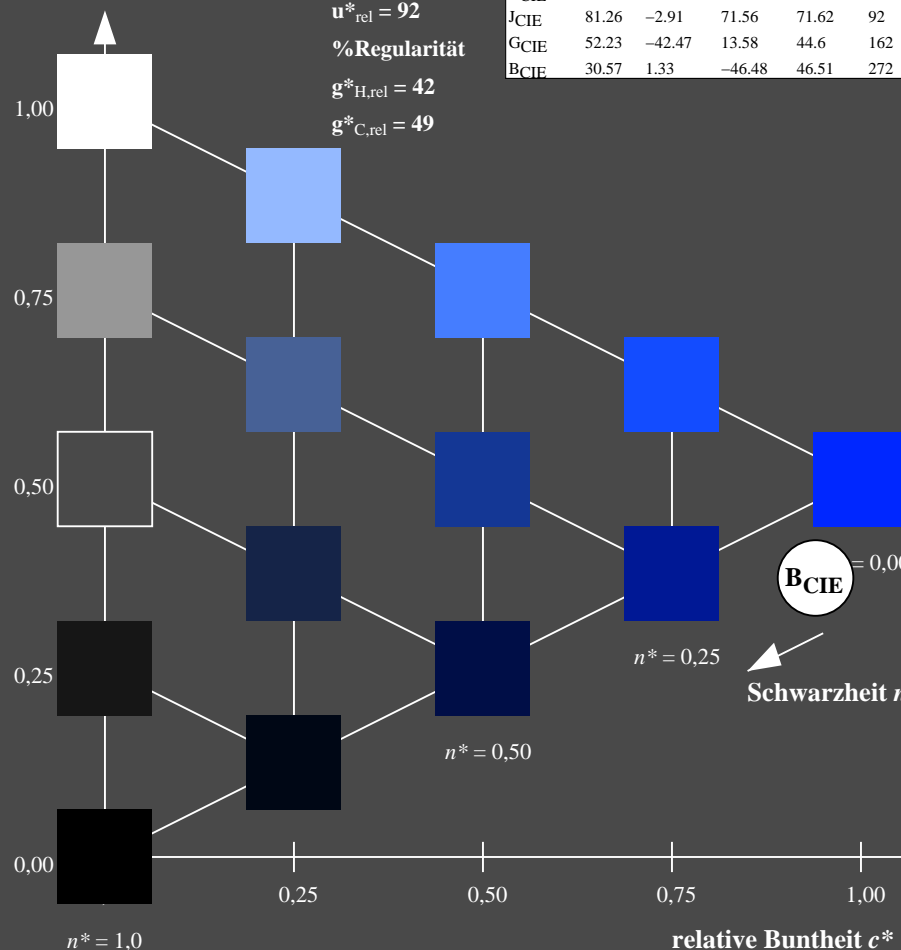 u*rel = 92
%Regularität
g*H,rel = 42
g*C,rel = 49
JCIE 81.26 −2.91 71.56 71.62 92
GCIE 52.23 −42.47 13.58 44.6 162
BCIE 30.57 1.33 −46.48 46.51 272
1,00
0,75
0,50
0,25
0,00
BCIE
= 0,00
n* = 0,25
Schwarzheit
n* = 0,50
0,25 0,50 0,75 1,00
n* = 1,0
relative Buntheit c*